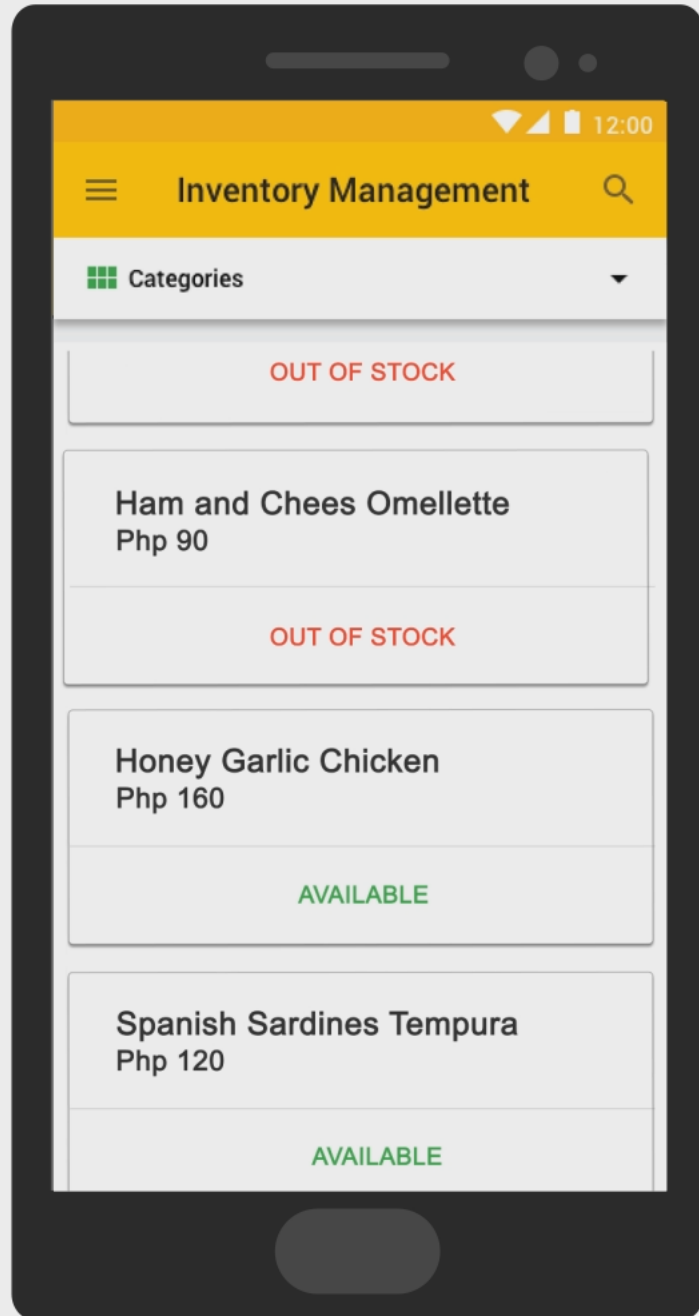 12:00
Inventory Management
Categories
OUT OF STOCK
Ham and Chees Omellette
Php 90
OUT OF STOCK
Honey Garlic Chicken
Php 160
AVAILABLE
Spanish Sardines Tempura
Php 120
AVAILABLE